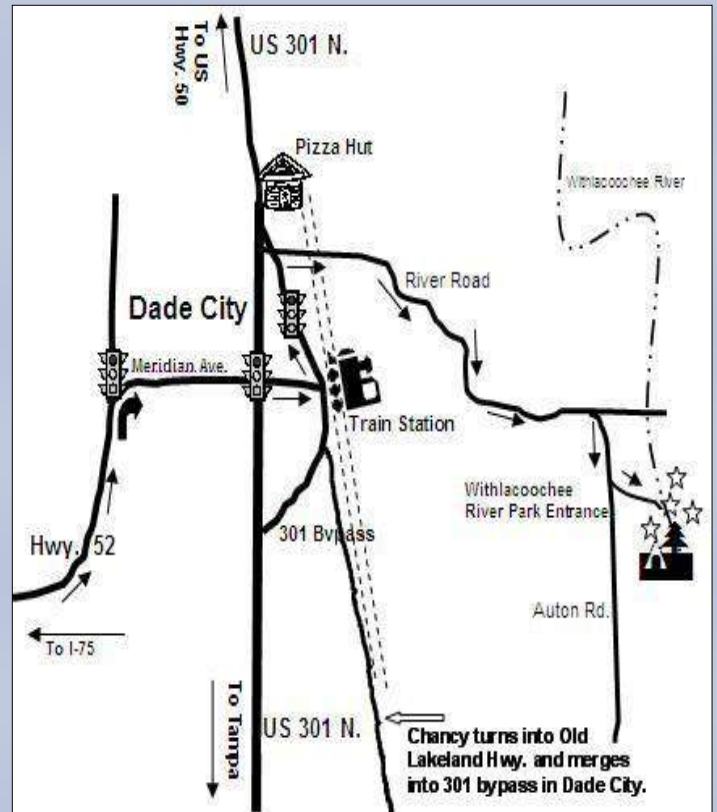 To US
Hwy. 50
US 301 N.
Pizza Hut
Withlacoochee River
River Road
Dade City
Meridian Ave.
Train Station
Withlacoochee
River Park Entrance
301 Bypass
Hwy. 52
Auton Rd.
To I-75
To Tampa
US 301 N.
Chancy turns into Old
Lakeland Hwy. and merges
into 301 bypass in Dade City.